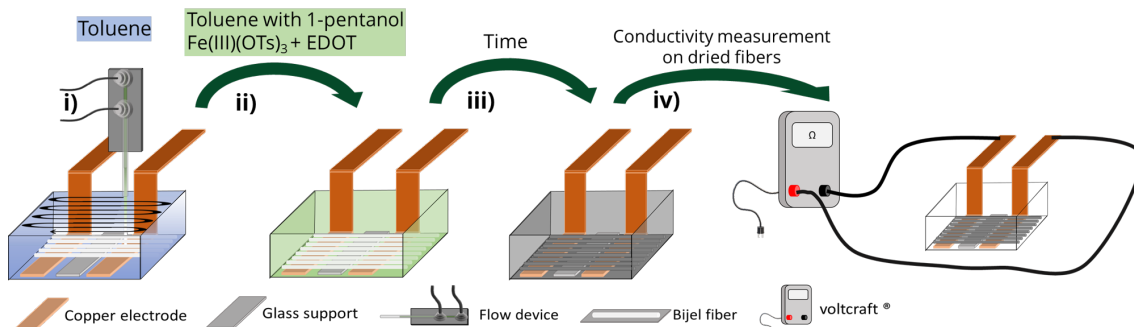 Toluene
Toluene with 1-pentanol
Fe(III)(OTs)₃ + EDOT
Time
Conductivity measurement
on dried fibers
i)
ii)
iii)
iv)
Ω
Copper electrode
Glass support
Flow device
Bijel fiber
voltcraft ®